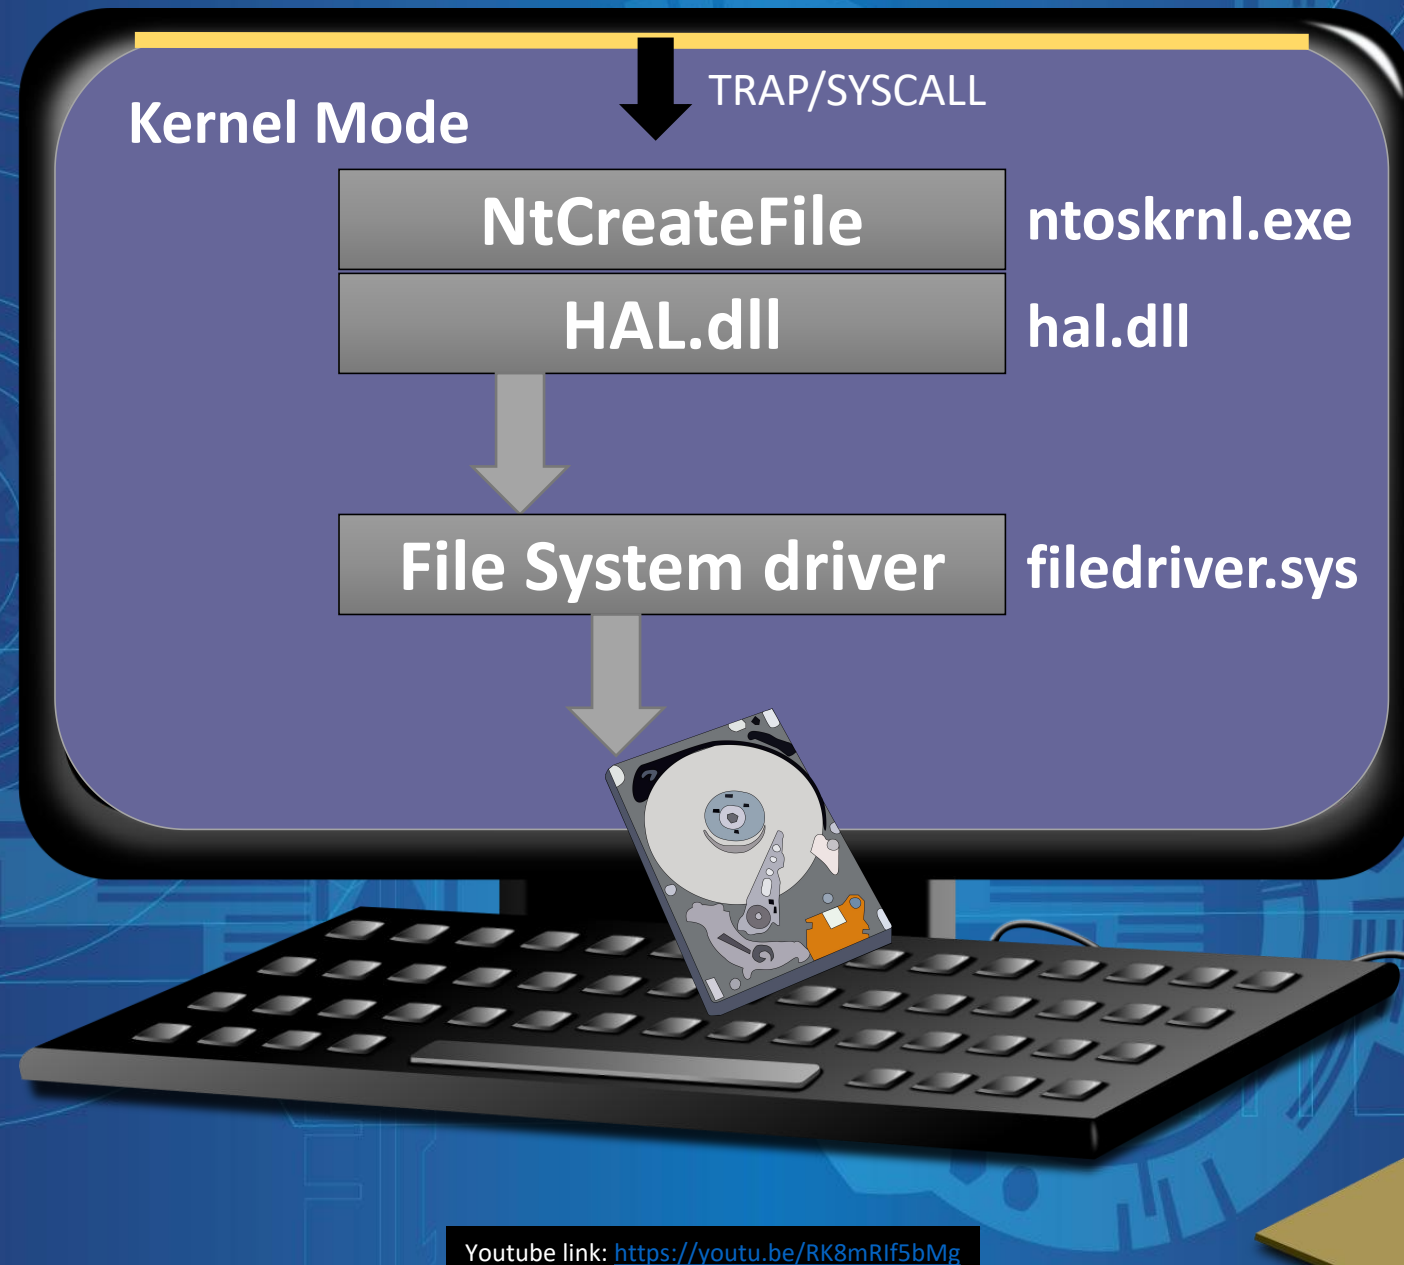 TRAP/SYSCALL
Kernel Mode
NtCreateFile
ntoskrnl.exe
HAL.dll
hal.dll
File System driver
filedriver.sys
Youtube link: https://youtu.be/RK8mRIf5bMg